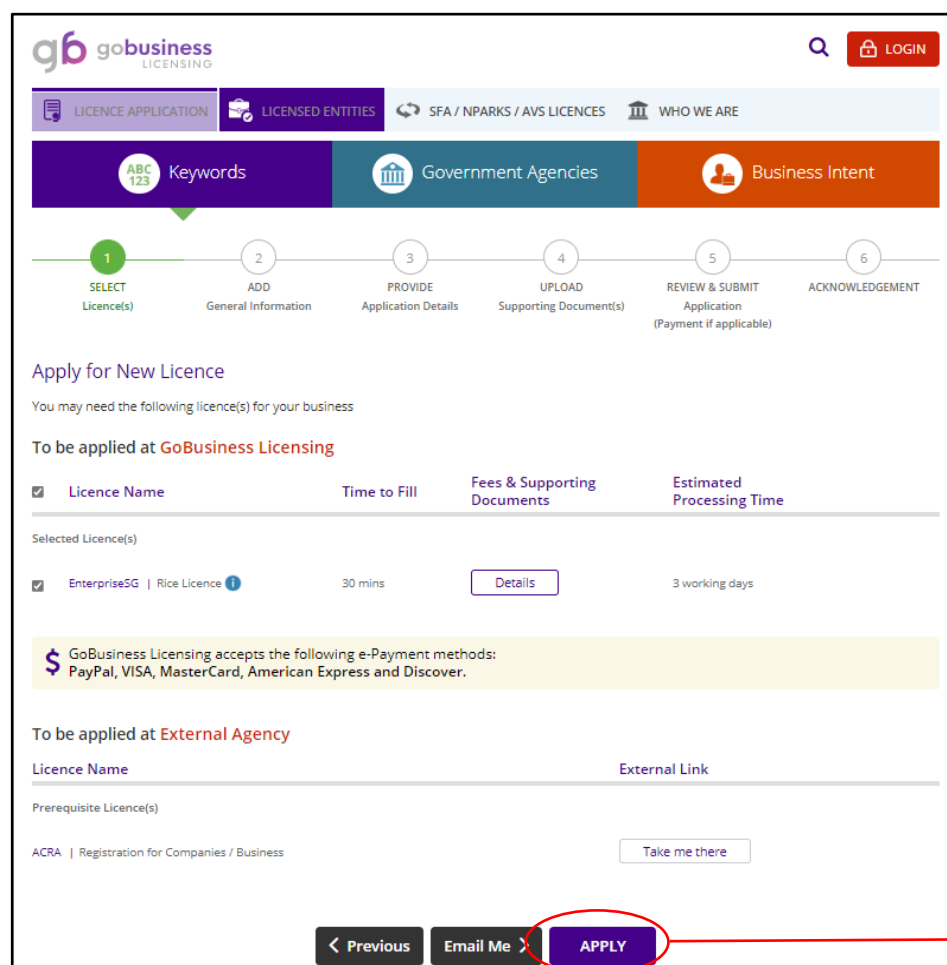 gb gobusiness
LICENSING
LOGIN
LICENCE APPLICATION LICENSED ENTITIES SFA / NPARKS / AVS LICENCES WHO WE ARE
ABC
123
Keywords Government Agencies Business Intent
1 2 3 4 5 6
SELECT ADD PROVIDE UPLOAD REVIEW & SUBMIT ACKNOWLEDGEMENT
Licence(s) General Information Application Details Supporting Document(s) Application
(Payment if applicable)
Apply for New Licence
You may need the following licence(s) for your business
To be applied at GoBusiness Licensing
Licence Name Time to Fill Fees & Supporting Documents Estimated Processing Time
Selected Licence(s)
EnterpriseSG | Rice Licence i 30 mins Details 3 working days
$ GoBusiness Licensing accepts the following e-Payment methods:
PayPal, VISA, MasterCard, American Express and Discover.
To be applied at External Agency
Licence Name External Link
Prerequisite Licence(s)
ACRA | Registration for Companies / Business Take me there
Previous Email Me APPLY